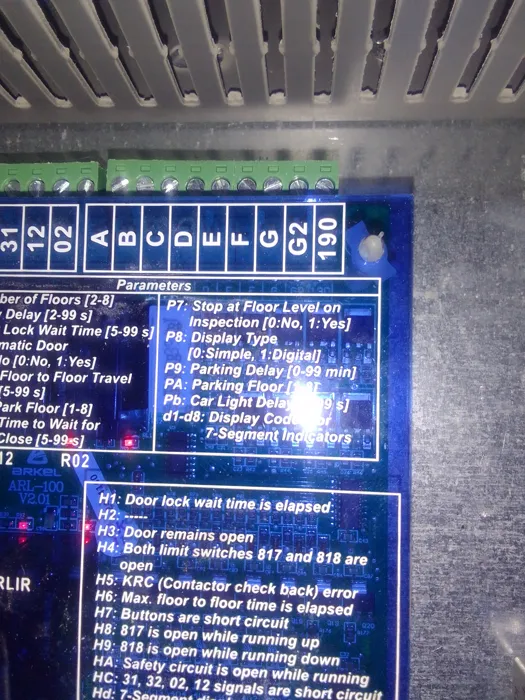 31 12 02 A B C D E F G G2 190
Parameters
ber of Floors [2-8]
Delay [2-99 s]
Lock Wait Time [5-99 s]
matic Door
lo [0:No, 1:Yes]
Floor to Floor Travel
[5-99 s]
Park Floor [1-8]
Time to Wait for
Close [5-99 s]
P7: Stop at Floor Level on
Inspection [0:No, 1:Yes]
P8: Display Type
[0:Simple, 1:Digital]
P9: Parking Delay [0-99 min]
PA: Parking Floor
Pb: Car Light Delay s]
d1-d8: Display
7-Segment Indicators
12 R02
ARKEL
ARL-100
V2.01
RLIR
H1: Door lock wait time is elapsed
H2: -----
H3: Door remains open
H4: Both limit switches 817 and 818 are
open
H5: KRC (Contactor check back) error
H6: Max. floor to floor time is elapsed
H7: Buttons are short circuit
H8: 817 is open while running up
H9: 818 is open while running down
HA: Safety circuit is open while running
HC: 31, 32, 02, 12 signals are short circuit
Hd: 7-Segment